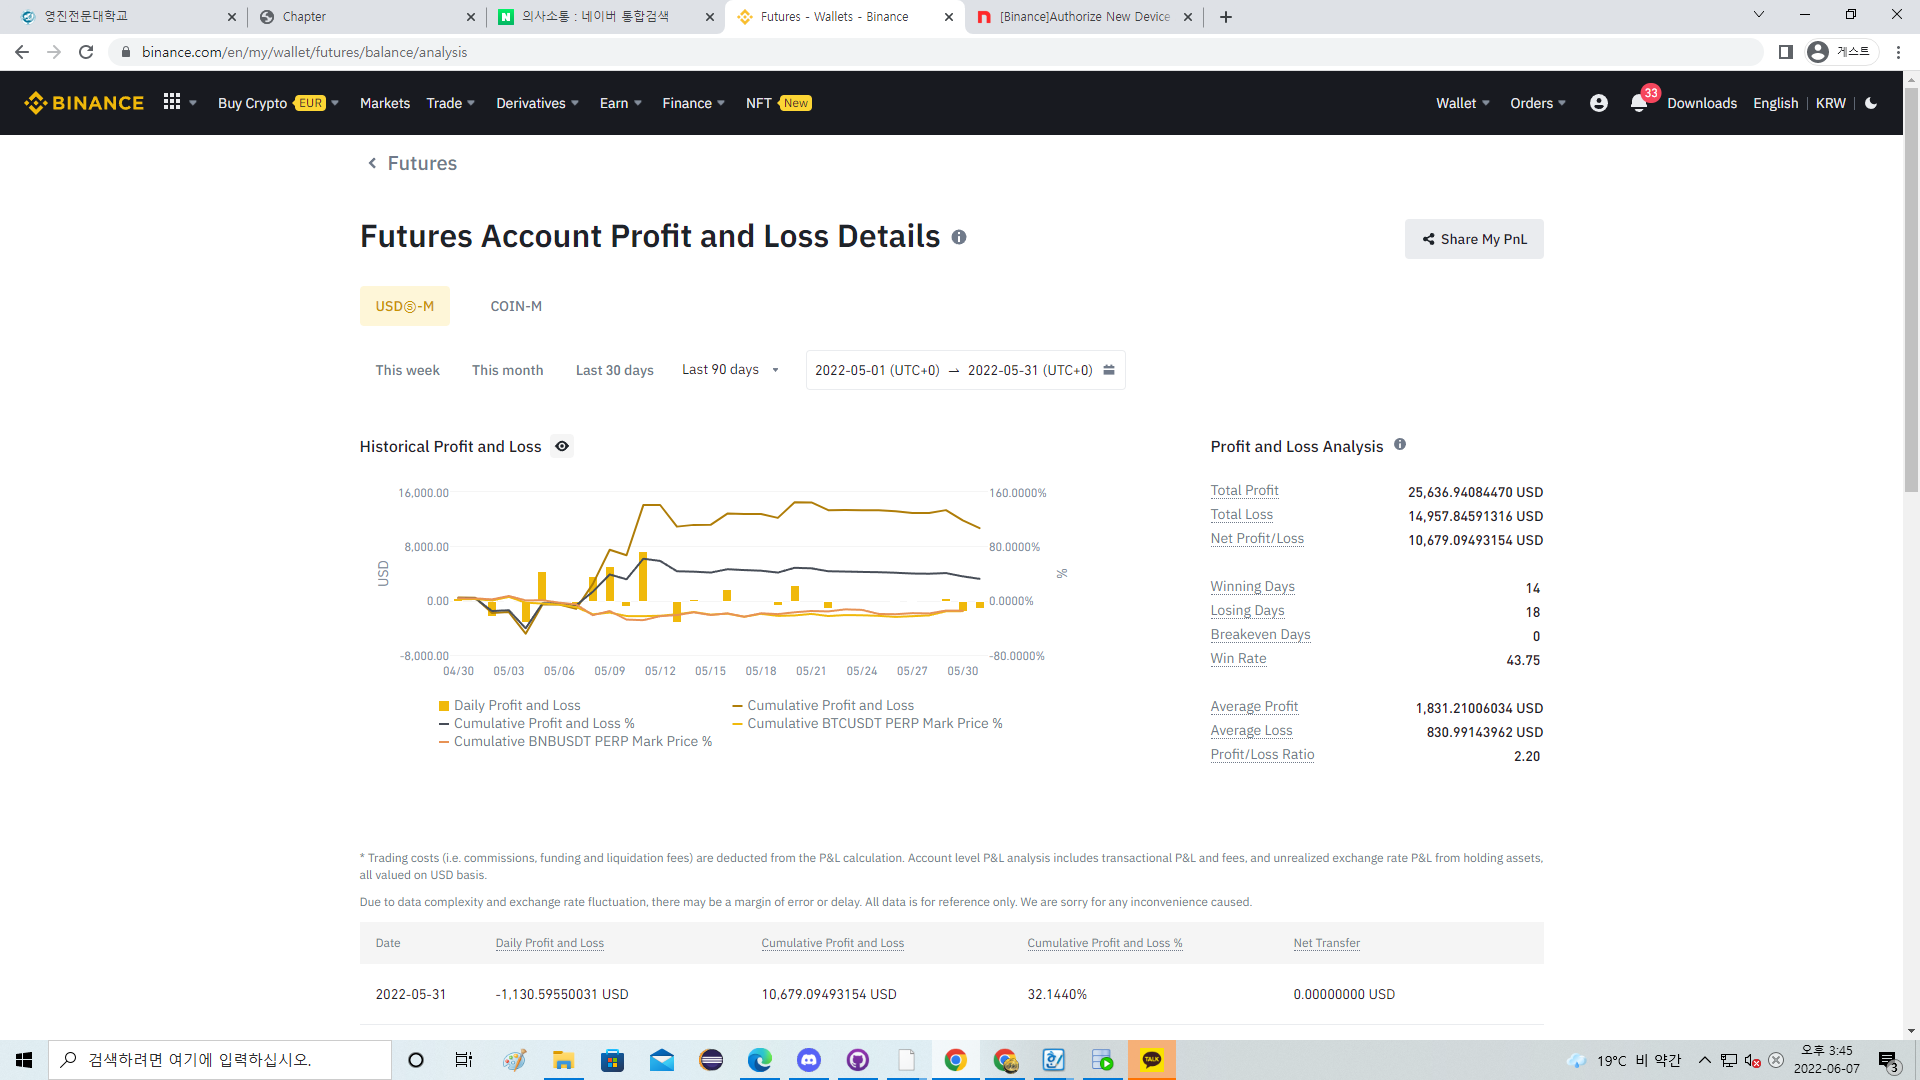 영진전문대학교
Chapter
의사소통 : 네이버 통합검색
Futures - Wallets - Binance
[Binance]Authorize New Device
binance.com/en/my/wallet/futures/balance/analysis
게스트
BINANCE
Buy Crypto EUR
Markets
Trade
Derivatives
Earn
Finance
NFT New
Wallet
Orders
33
Downloads
English
KRW
Futures
Futures Account Profit and Loss Details
Share My PnL
USDⓢ-M
COIN-M
This week
This month
Last 30 days
Last 90 days
2022-05-01 (UTC+0) → 2022-05-31 (UTC+0)
Historical Profit and Loss
16,000.00
8,000.00
0.00
-8,000.00
USD
160.0000%
80.0000%
0.0000%
-80.0000%
%
04/30 05/03 05/06 05/09 05/12 05/15 05/18 05/21 05/24 05/27 05/30
Daily Profit and Loss
Cumulative Profit and Loss
Cumulative Profit and Loss %
Cumulative BTCUSDT PERP Mark Price %
Cumulative BNBUSDT PERP Mark Price %
Profit and Loss Analysis
Total Profit 25,636.94084470 USD
Total Loss 14,957.84591316 USD
Net Profit/Loss 10,679.09493154 USD
Winning Days 14
Losing Days 18
Breakeven Days 0
Win Rate 43.75
Average Profit 1,831.21006034 USD
Average Loss 830.99143962 USD
Profit/Loss Ratio 2.20
* Trading costs (i.e. commissions, funding and liquidation fees) are deducted from the P&L calculation. Account level P&L analysis includes transactional P&L and fees, and unrealized exchange rate P&L from holding assets,
all valued on USD basis.
Due to data complexity and exchange rate fluctuation, there may be a margin of error or delay. All data is for reference only. We are sorry for any inconvenience caused.
Date Daily Profit and Loss Cumulative Profit and Loss Cumulative Profit and Loss % Net Transfer
2022-05-31 -1,130.59550031 USD 10,679.09493154 USD 32.1440% 0.00000000 USD
검색하려면 여기에 입력하십시오.
TALK
19°C 비 약간
오후 3:45
2022-06-07
3